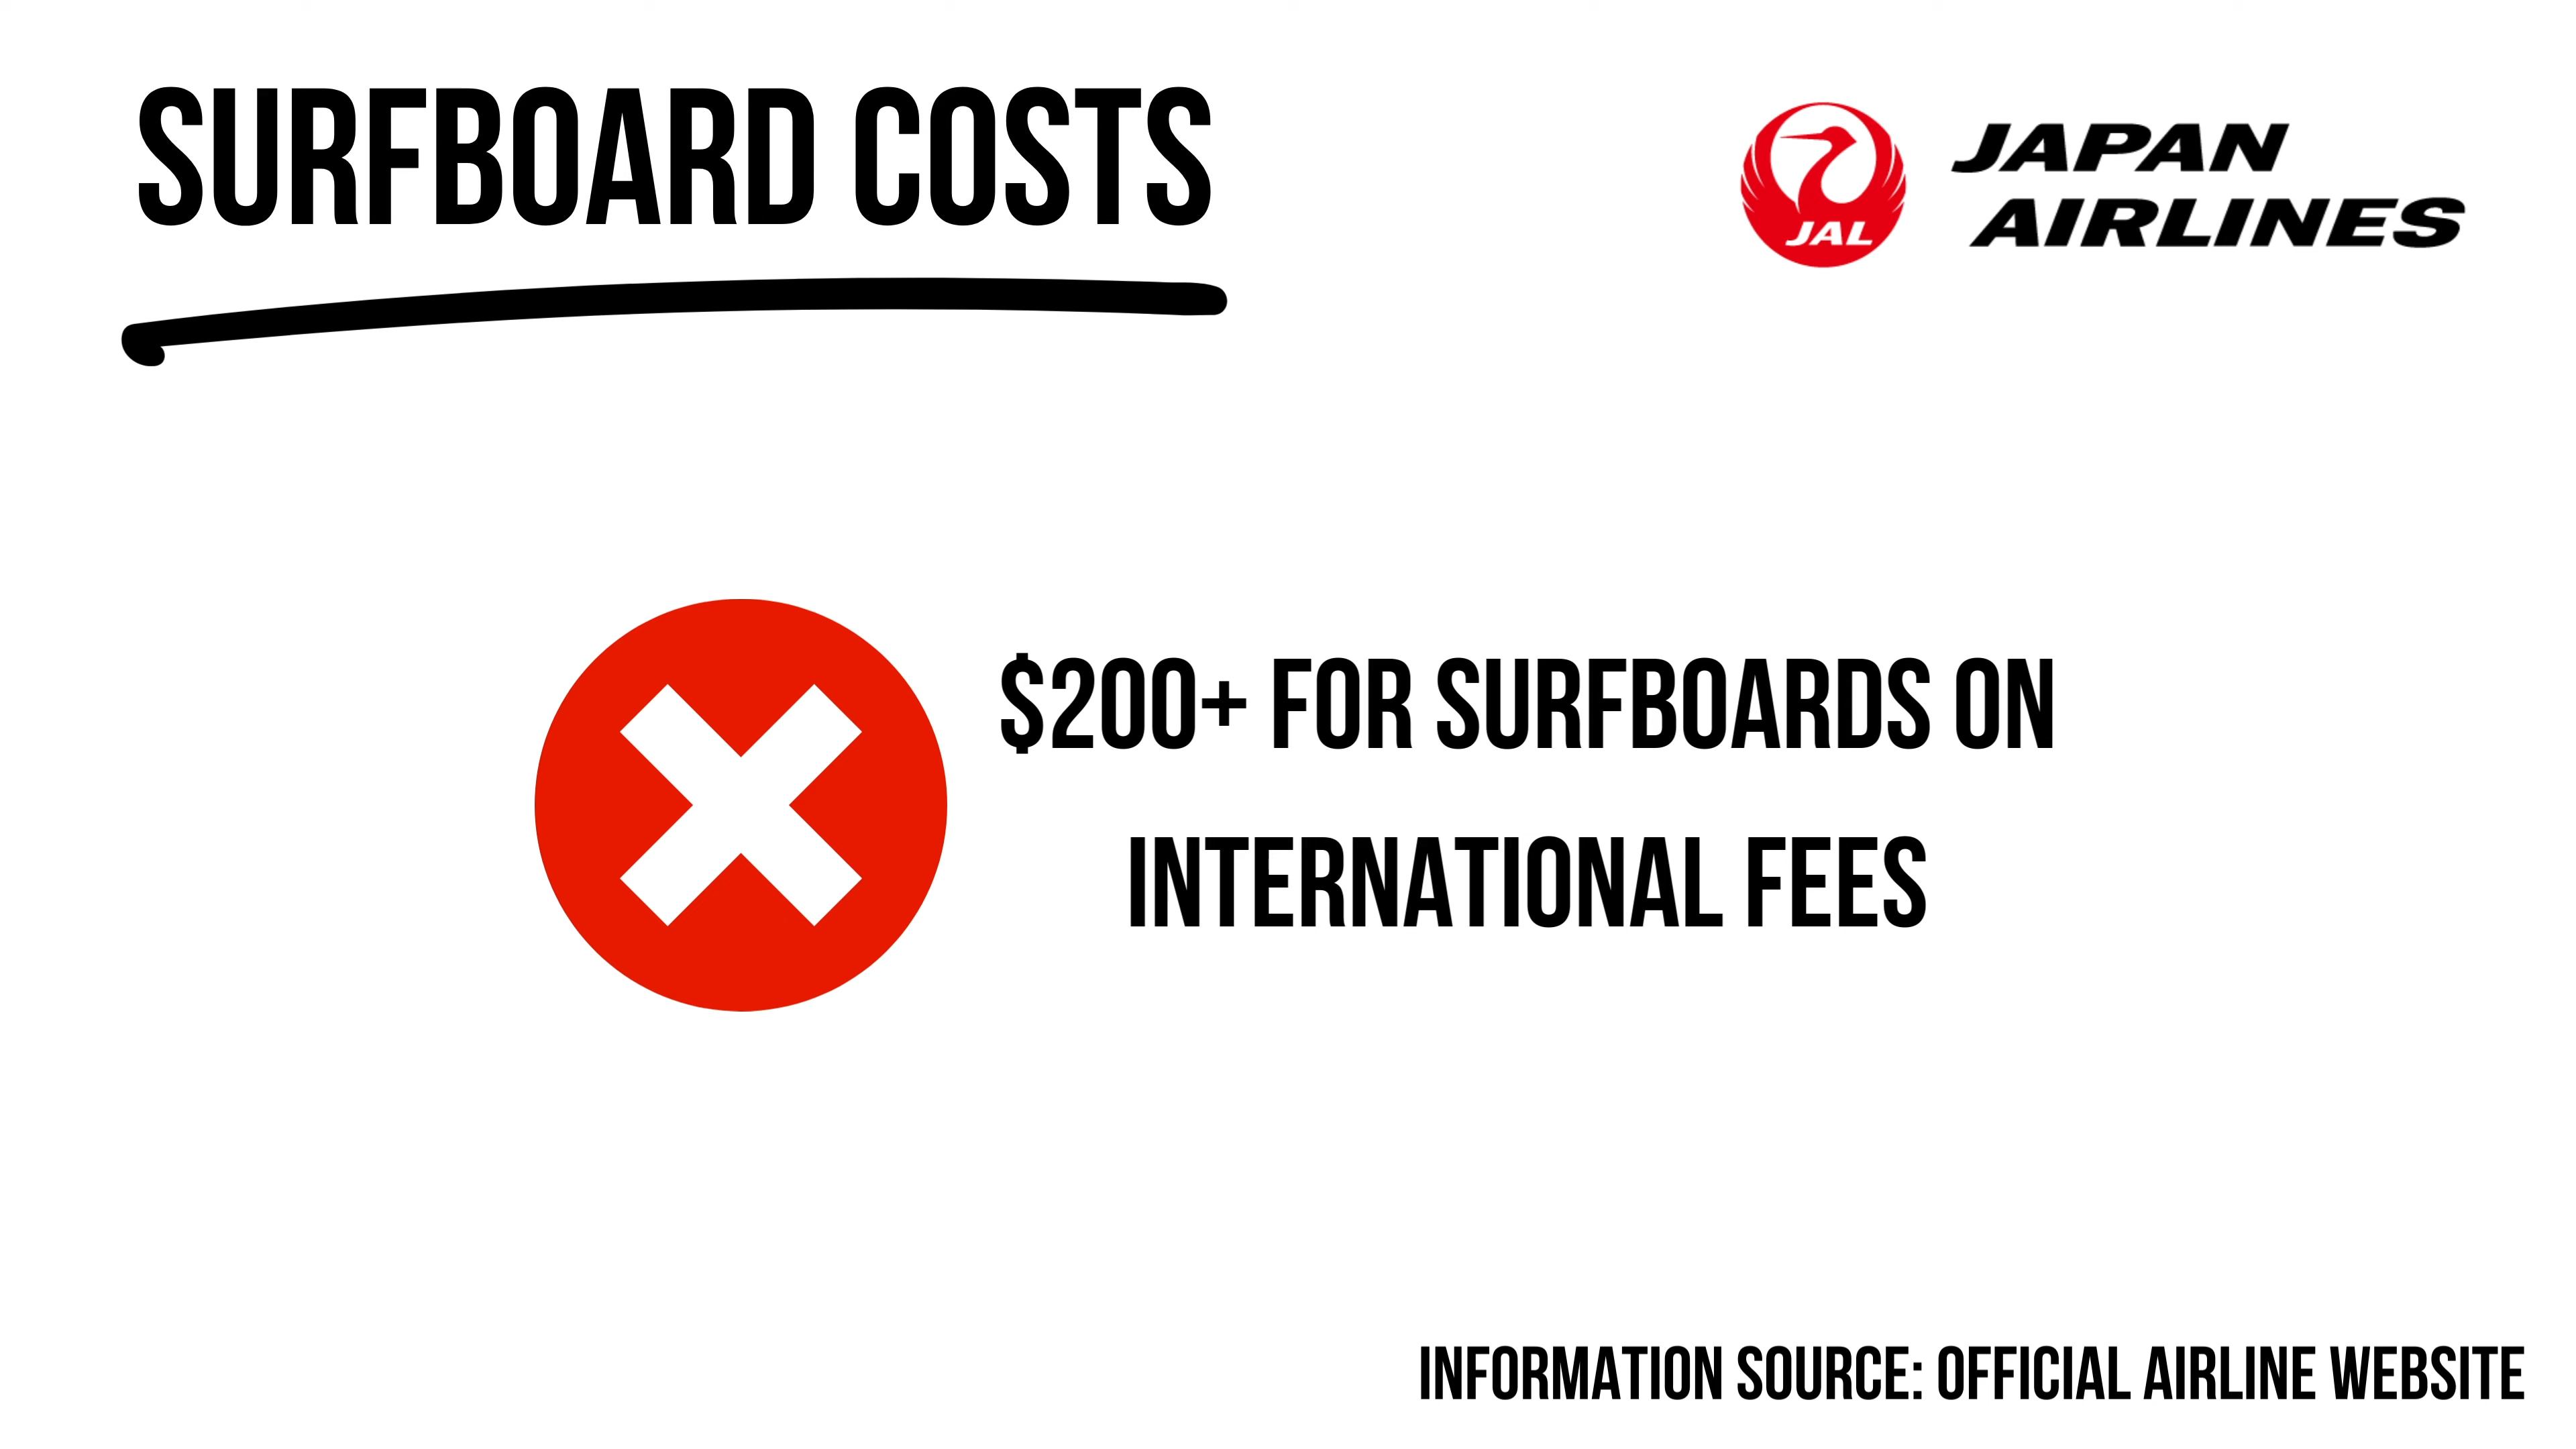 SURFBOARD COSTS
JAL
JAPAN
AIRLINES
$200+ FOR SURFBOARDS ON
INTERNATIONAL FEES
INFORMATION SOURCE: OFFICIAL AIRLINE WEBSITE